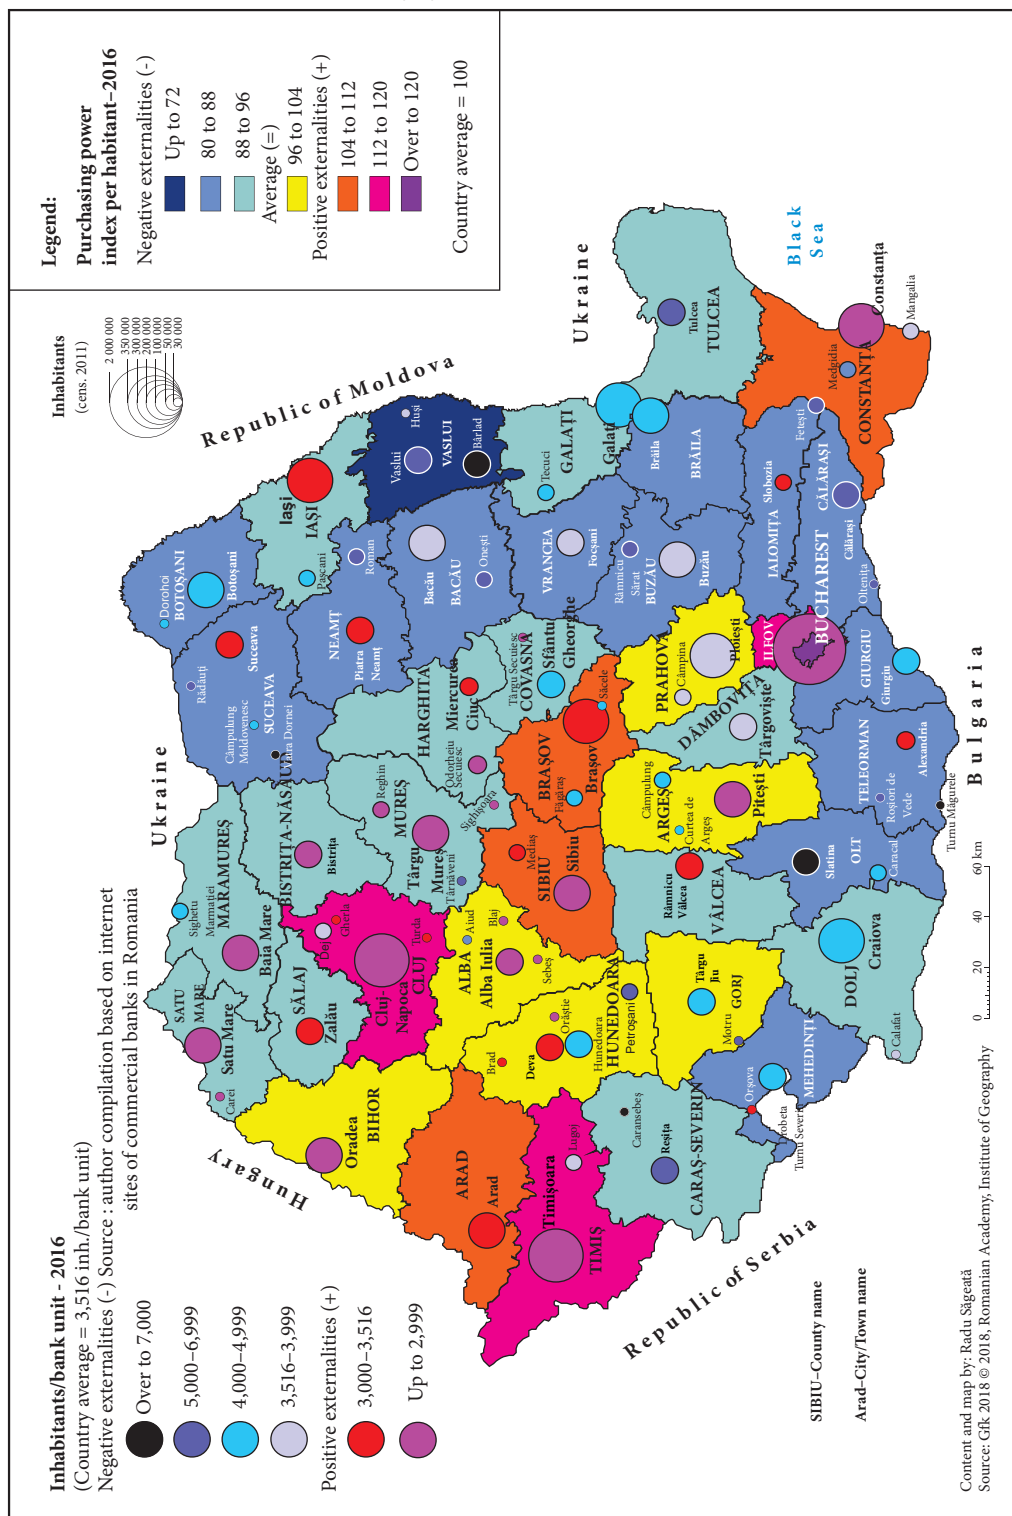 Inhabitants/bank unit - 2016
(Country average = 3,516 inh./bank unit)
Negative externalities (-) Source : author compilation based on internet
sites of commercial banks in Romania
Over to 7,000
5,000–6,999
4,000–4,999
3,516–3,999
Positive externalities (+)
3,000–3,516
Up to 2,999
Inhabitants
(cens. 2011)
2 000 000
350 000
300 000
200 000
100 000
50 000
30 000
Legend:
Purchasing power
index per habitant–2016
Negative externalities (-)
Up to 72
80 to 88
88 to 96
Average (=)
96 to 104
Positive externalities (+)
104 to 112
112 to 120
Over to 120
Country average = 100
Ukraine
Republic of Moldova
Ukraine
Black
Sea
Hungary
Republic of Serbia
Bulgaria
SATU
MARE
Satu Mare
Carei
Sighetu
Marmației
MARAMUREȘ
Baia Mare
SĂLAJ
Zalău
BISTRIȚA-NĂSĂUD
Bistrița
Rădăuți
Suceava
Câmpulung
Moldovenesc
SUCEAVA
Vatra Dornei
Dorohoi
BOTOȘANI
Botoșani
Iași
IAȘI
Pașcani
Roman
NEAMȚ
Piatra
Neamț
Vaslui
Huși
VASLUI
Bârlad
Bacău
BACĂU
Onești
Oradea
BIHOR
Cluj-
Napoca
CLUJ
Dej
Gherla
Turda
Reghin
MUREȘ
Târgu
Mureș
Târnăveni
Sighișoara
HARGHITA
Miercurea
Ciuc
Odorheiu
Secuiesc
Târgu Secuiesc
COVASNA
Sfântu
Gheorghe
ARAD
Arad
ALBA
Alba Iulia
Aiud
Blaj
Sebeș
SIBIU
Sibiu
Mediaș
BRAȘOV
Brașov
Făgăraș
Săcele
VRANCEA
Focșani
Tecuci
GALAȚI
Galați
Timișoara
Lugoj
TIMIȘ
Brad
Deva
Orăștie
Hunedoara
HUNEDOARA
Petroșani
Caransebeș
Reșița
CARAȘ-SEVERIN
Târgu
Jiu
GORJ
Motru
Râmnicu
Vâlcea
VÂLCEA
Câmpulung
ARGEȘ
Curtea de
Argeș
Pitești
DÂMBOVIȚA
Târgoviște
PRAHOVA
Câmpina
Ploiești
Râmnicu
Sărat
BUZĂU
Buzău
Brăila
BRĂILA
Tulcea
TULCEA
Orșova
Drobeta
Turnu Severin
MEHEDINȚI
DOLJ
Craiova
Calafat
Slatina
OLT
Caracal
TELEORMAN
Roșiori de
Vede
Alexandria
Turnu Măgurele
GIURGIU
Giurgiu
ILFOV
BUCHAREST
IALOMIȚA
Slobozia
Fetești
CĂLĂRAȘI
Călărași
Oltenița
Medgidia
CONSTANȚA
Constanța
Mangalia
SIBIU–County name
Arad–City/Town name
0 20 40 60 km
Content and map by: Radu Săgeată
Source: Gfk 2018 © 2018, Romanian Academy, Institute of Geography